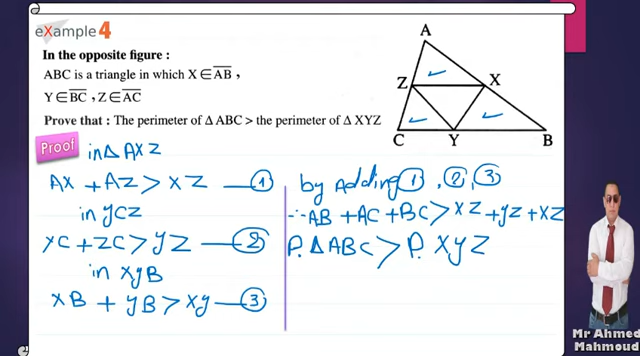 eXample 4
In the opposite figure :
ABC is a triangle in which X ∈ AB ,
Y ∈ BC , Z ∈ AC
Prove that : The perimeter of Δ ABC > the perimeter of Δ XYZ
A
Z
X
C
Y
B
Proof
in Δ AXZ
AX + AZ > XZ — ①
in YCZ
YC + ZC > YZ — ②
in XYB
XB + YB > XY — ③
by Adding ① , ② , ③
∴ AB + AC + BC > XZ + YZ + XZ
P. Δ ABC > P. XYZ
Mr Ahmed
Mahmoud